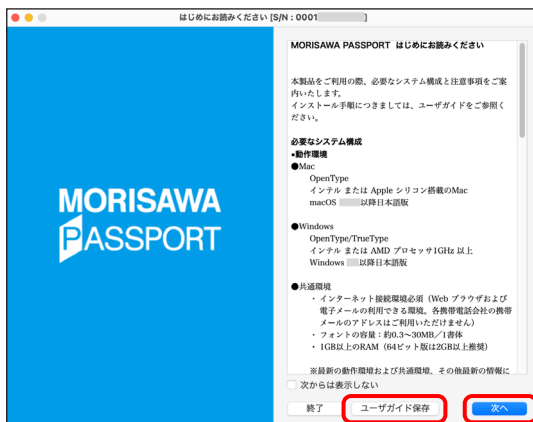 はじめにお読みください [S/N : 0001 ]
MORISAWA
PASSPORT
MORISAWA PASSPORT はじめにお読みください
本製品をご利用の際、必要なシステム構成と注意事項をご案
内いたします。
インストール手順につきましては、ユーザガイドをご参照く
ださい。
必要なシステム構成
▪動作環境
●Mac
OpenType
インテル または Apple シリコン搭載のMac
macOS 以降日本語版
●Windows
OpenType/TrueType
インテル または AMD プロセッサ1GHz 以上
Windows 以降日本語版
●共通環境
・ インターネット接続環境必須（Web ブラウザおよび
電子メールの利用できる環境。各携帯電話会社の携帯
メールのアドレスはご利用いただけません）
・ フォントの容量：約0.3〜30MB／1書体
・ 1GB以上のRAM（64ビット版は2GB以上推奨）
※最新の動作環境および共通環境、その他最新の情報に
次からは表示しない
終了 ユーザガイド保存 次へ